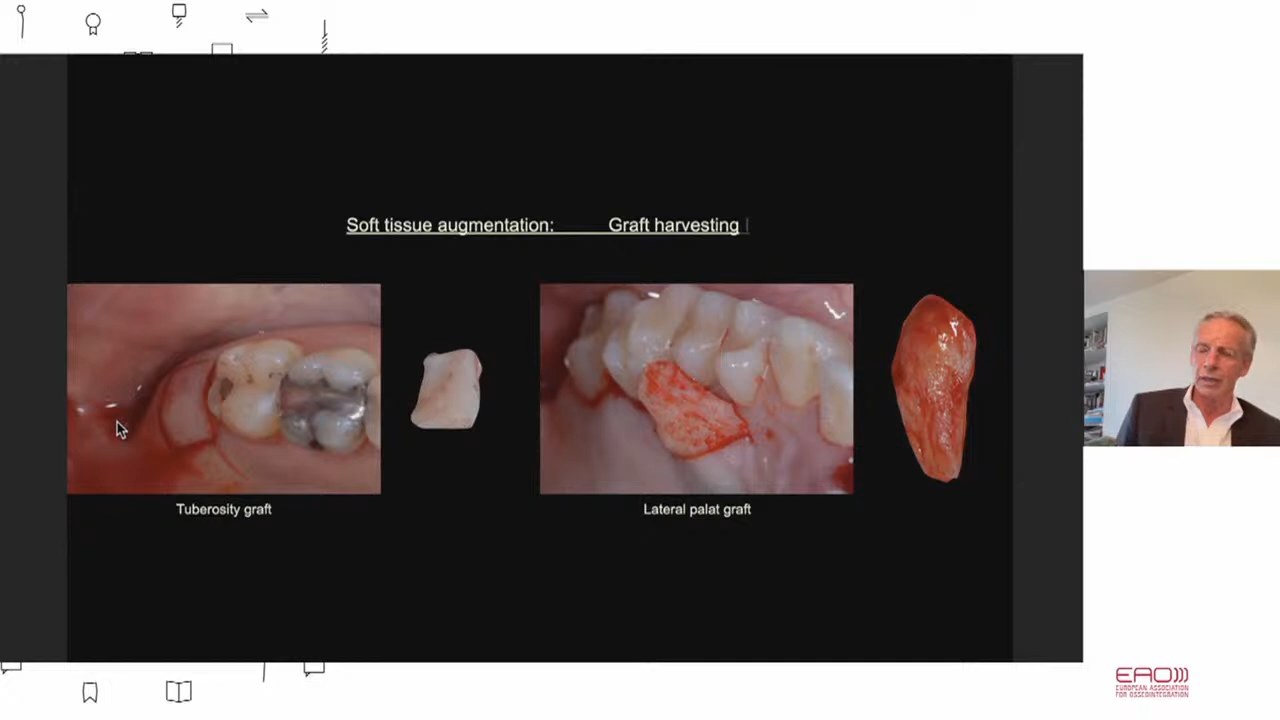 Soft tissue augmentation: Graft harvesting
Tuberosity graft
Lateral palat graft
EAO
EUROPEAN ASSOCIATION
FOR OSSEOINTEGRATION